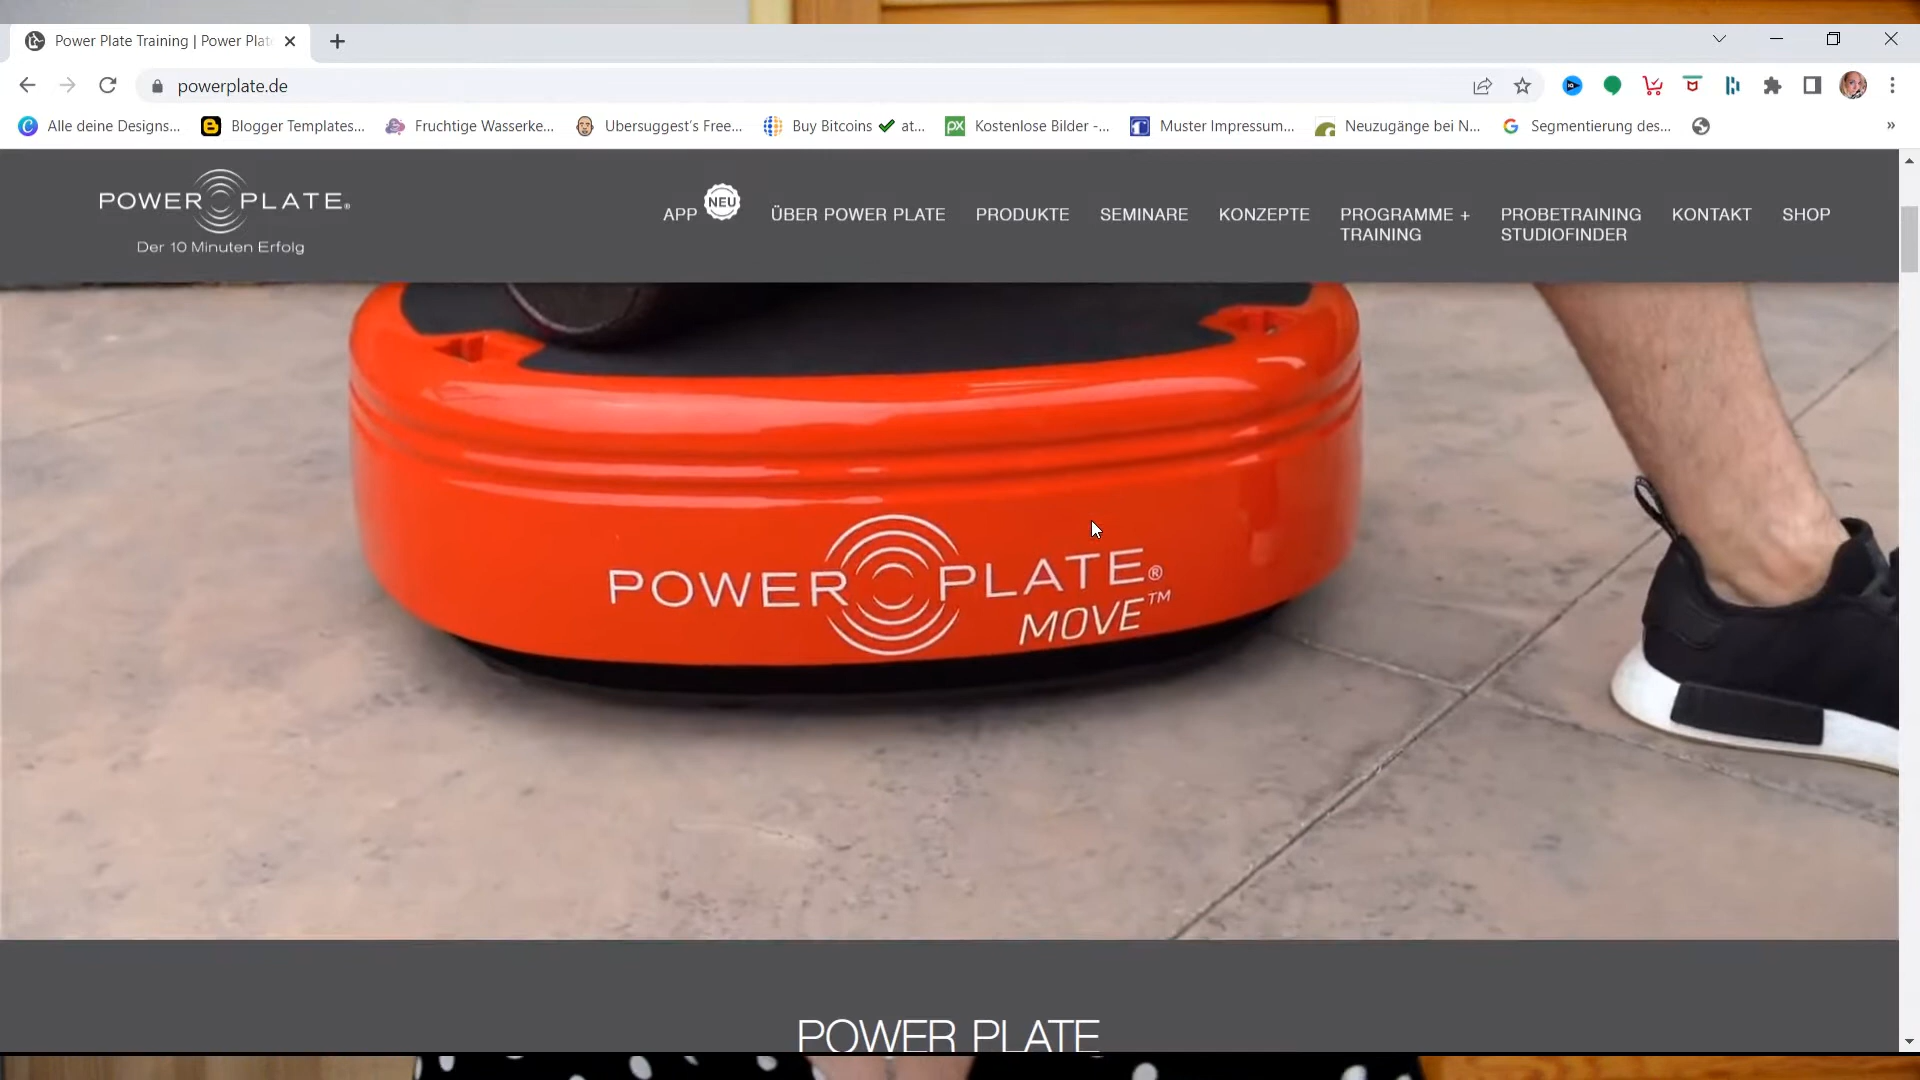 Power Plate Training | Power Plat
powerplate.de
Alle deine Designs...
Blogger Templates...
Fruchtige Wasserke...
Ubersuggest's Free...
Buy Bitcoins ✔ at...
px
Kostenlose Bilder -...
Muster Impressum...
Neuzugänge bei N...
Segmentierung des...
»
POWER PLATE®
Der 10 Minuten Erfolg
APP
NEU
ÜBER POWER PLATE
PRODUKTE
SEMINARE
KONZEPTE
PROGRAMME +
TRAINING
PROBETRAINING
STUDIOFINDER
KONTAKT
SHOP
POWER PLATE®
MOVE™
POWER PLATE